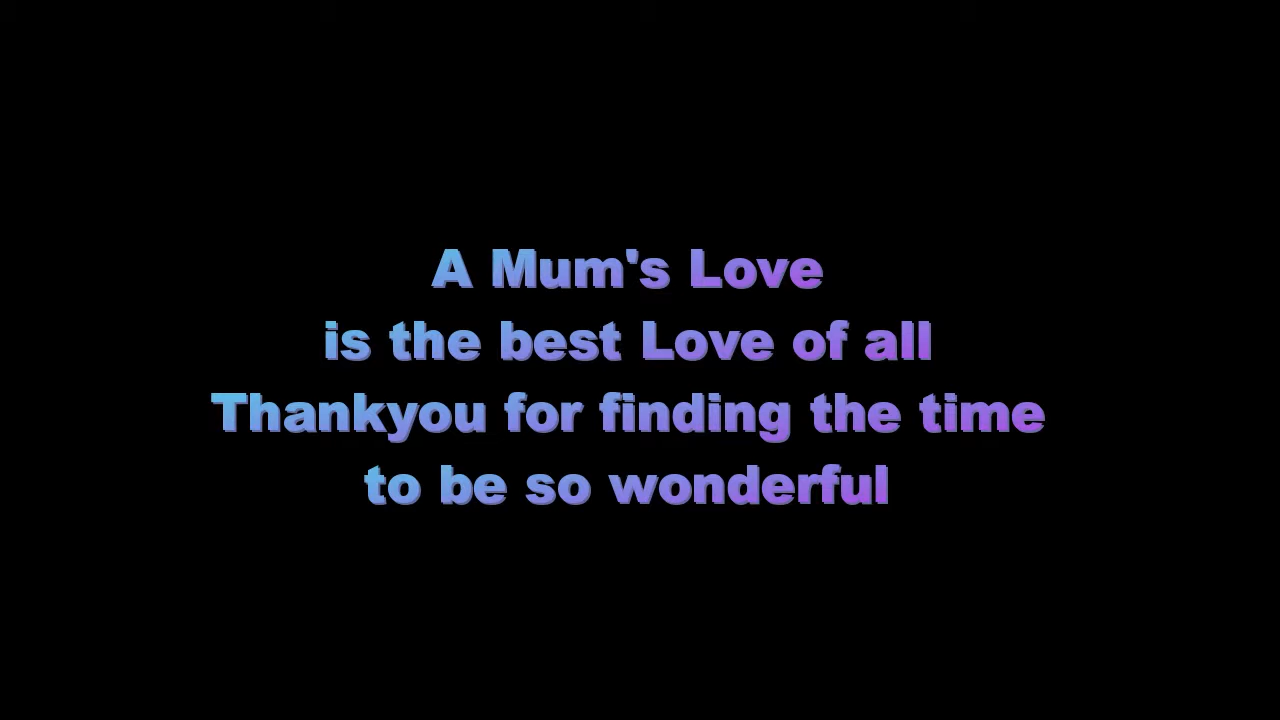 A Mum's Love
is the best Love of all
Thankyou for finding the time
to be so wonderful